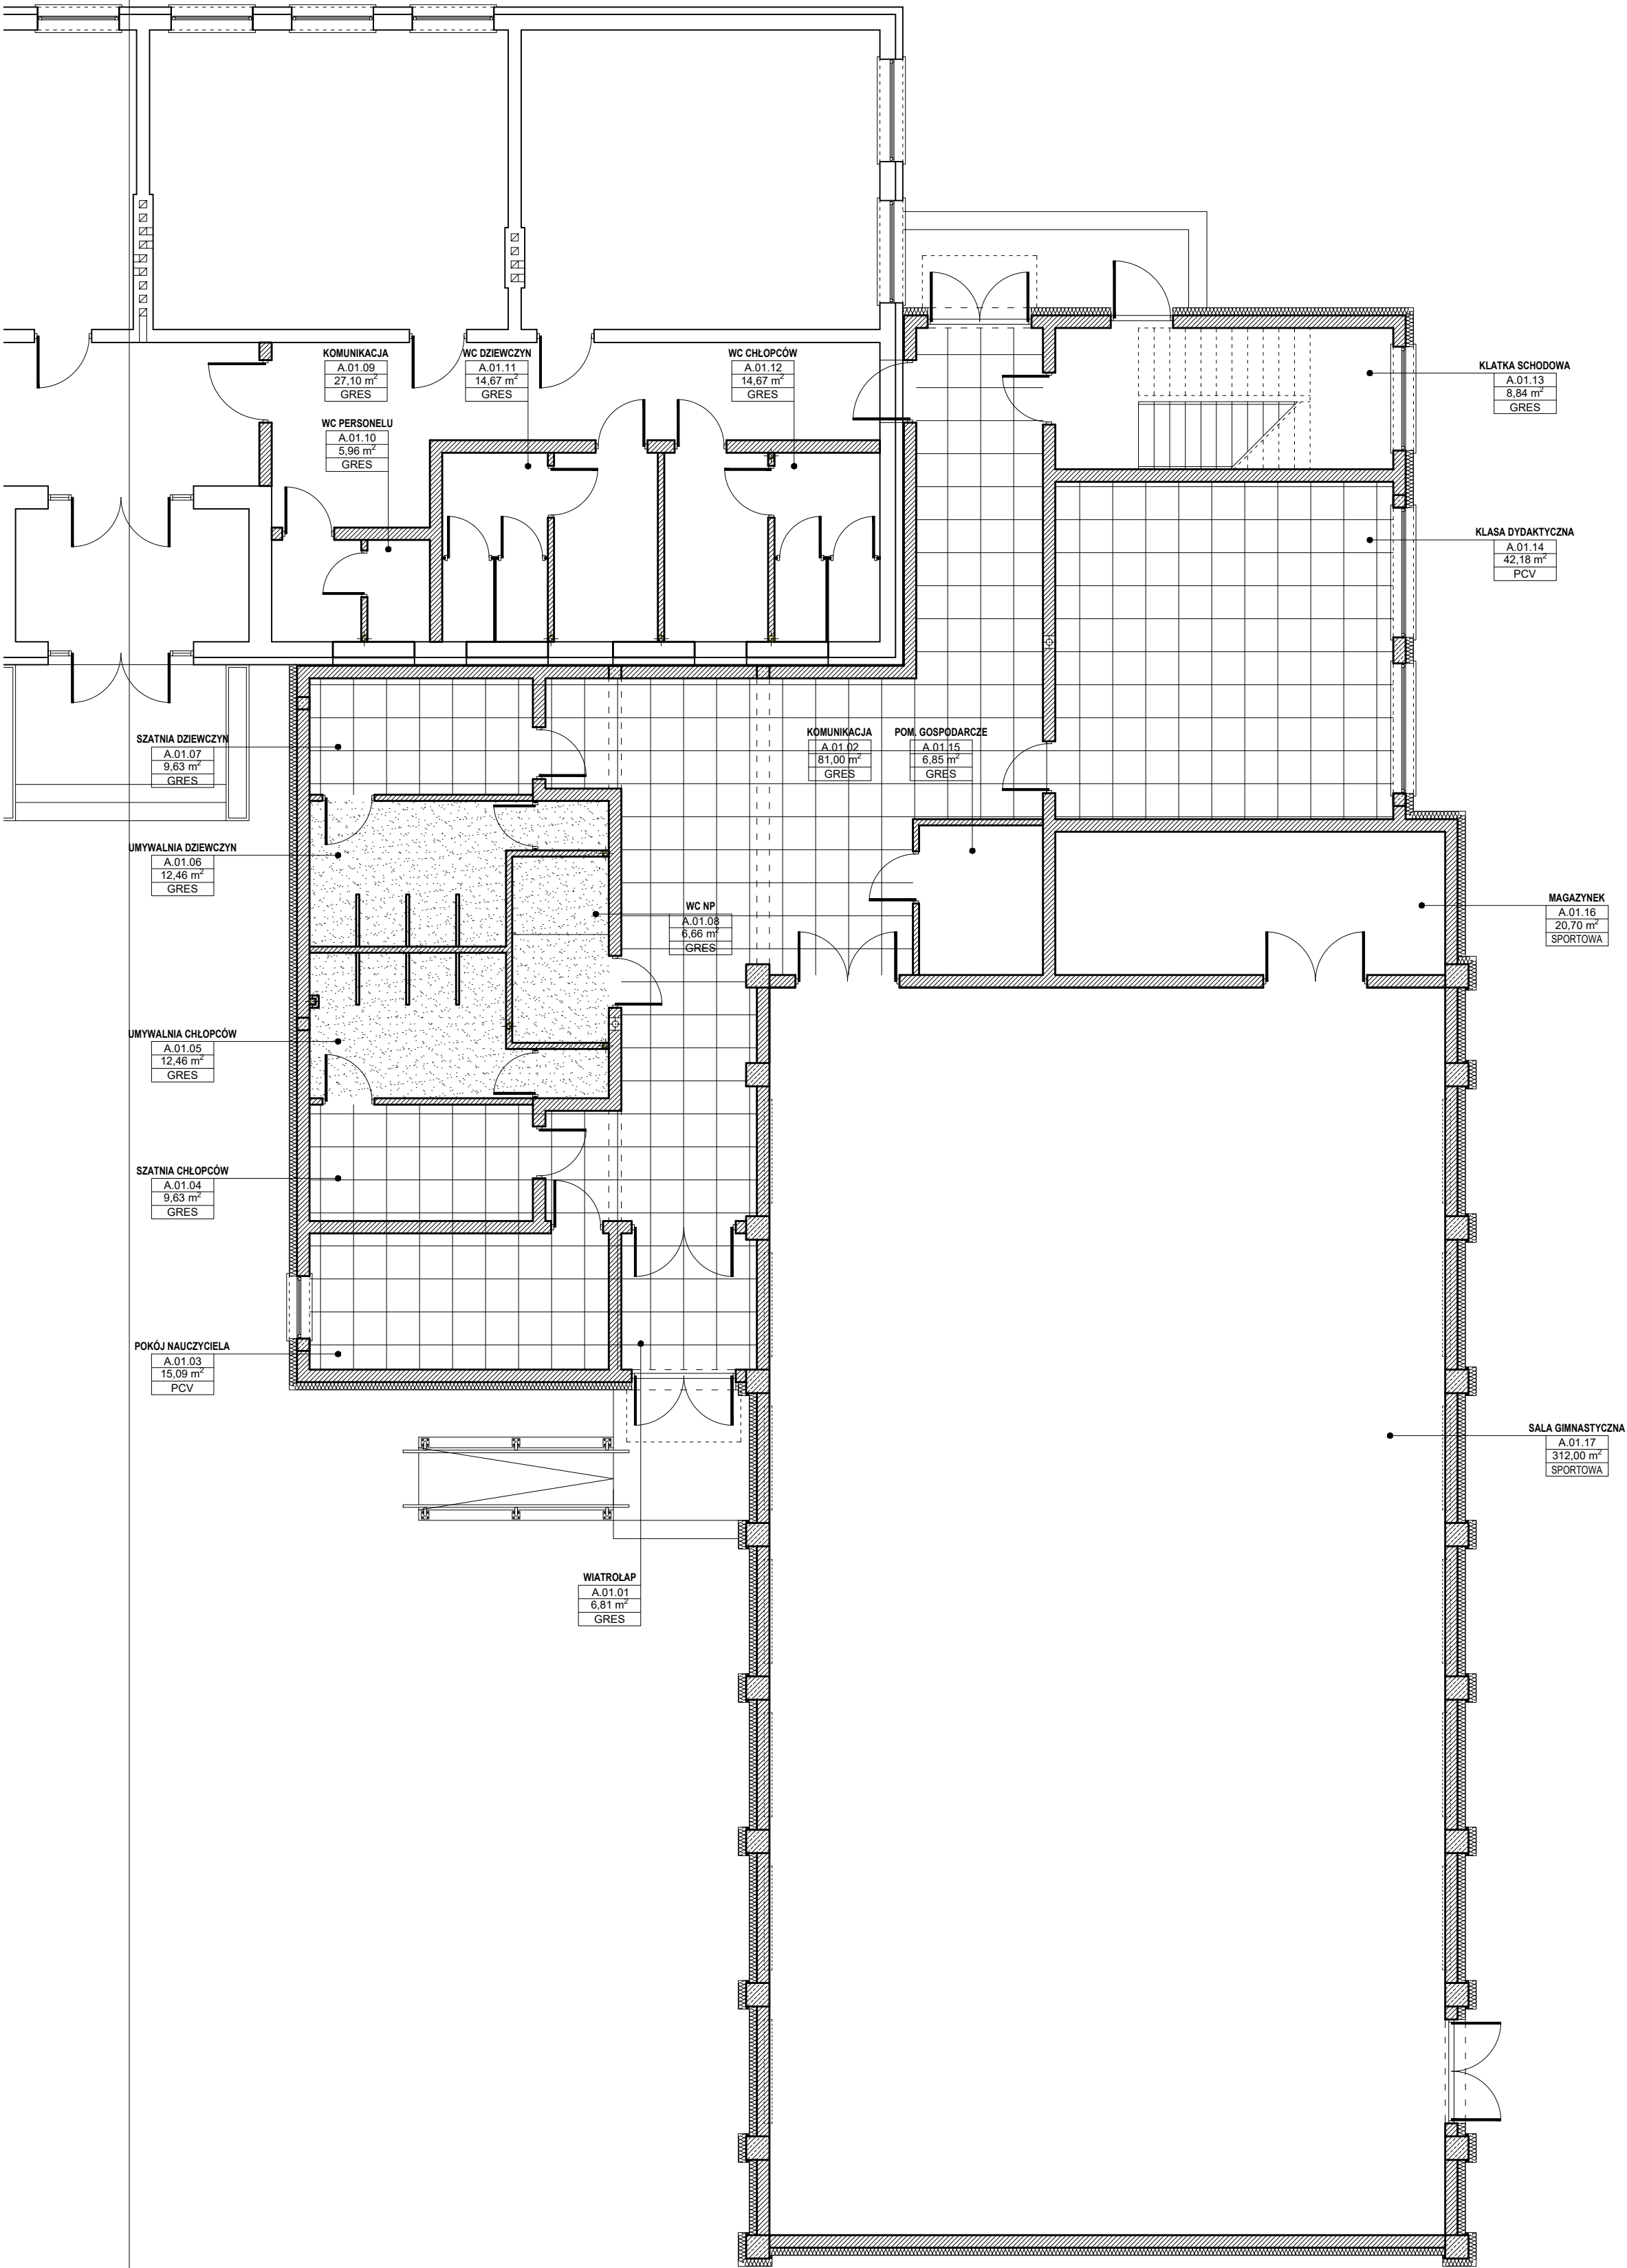 KOMUNIKACJA
A.01.09
27,10 m²
GRES
WC DZIEWCZYN
A.01.11
14,67 m²
GRES
WC CHŁOPCÓW
A.01.12
14,67 m²
GRES
KLATKA SCHODOWA
A.01.13
8,84 m²
GRES
WC PERSONELU
A.01.10
5,96 m²
GRES
KLASA DYDAKTYCZNA
A.01.14
42,18 m²
PCV
SZATNIA DZIEWCZYN
A.01.07
9,63 m²
GRES
KOMUNIKACJA
A.01.02
81,00 m²
GRES
POM. GOSPODARCZE
A.01.15
6,85 m²
GRES
UMYWALNIA DZIEWCZYN
A.01.06
12,46 m²
GRES
WC NP
A.01.08
6,66 m²
GRES
MAGAZYNEK
A.01.16
20,70 m²
SPORTOWA
UMYWALNIA CHŁOPCÓW
A.01.05
12,46 m²
GRES
SZATNIA CHŁOPCÓW
A.01.04
9,63 m²
GRES
POKÓJ NAUCZYCIELA
A.01.03
15,09 m²
PCV
SALA GIMNASTYCZNA
A.01.17
312,00 m²
SPORTOWA
WIATROŁAP
A.01.01
6,81 m²
GRES